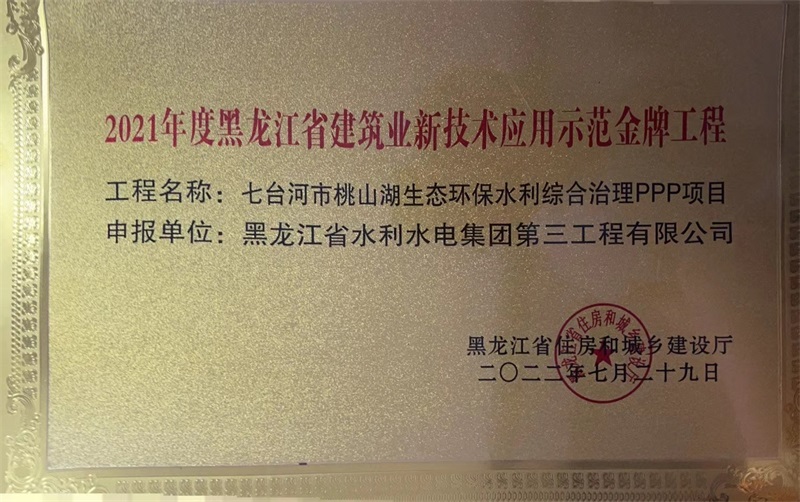 2021年度黑龙江省建筑业新技术应用示范金牌工程
工程名称：七台河市桃山湖生态环保水利综合治理PPP项目
申报单位：黑龙江省水利水电集团第三工程有限公司
黑龙江省住房和城乡建设厅
二〇二二年七月二十九日